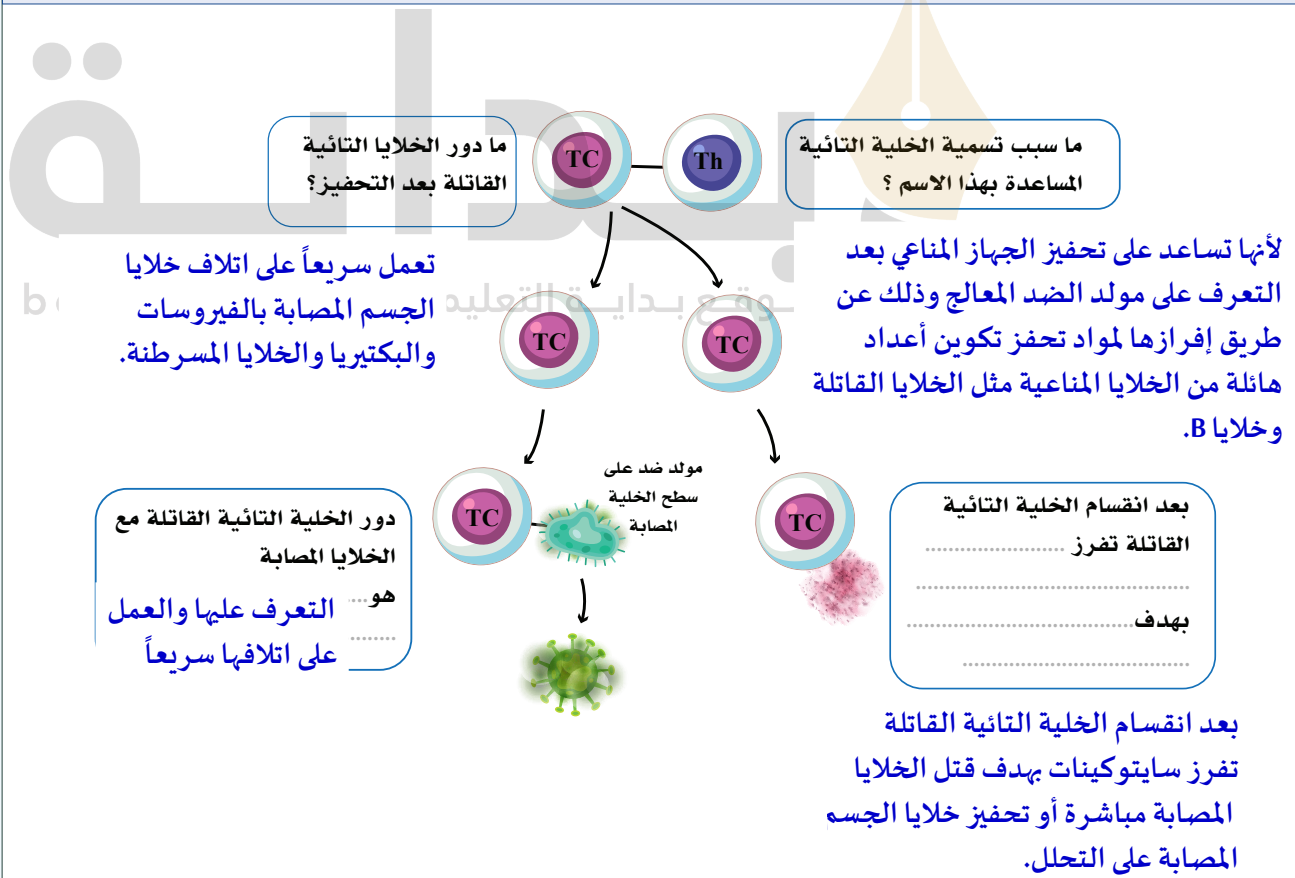 بداية
موقع بداية التعليم
ما سبب تسمية الخلية التائية
المساعدة بهذا الاسم ؟
Th
TC
ما دور الخلايا التائية
القاتلة بعد التحفيز؟
لأنها تساعد على تحفيز الجهاز المناعي بعد
التعرف على مولد الضد المعالج وذلك عن
طريق إفرازها لمواد تحفز تكوين أعداد
هائلة من الخلايا المناعية مثل الخلايا القاتلة
وخلايا B.
تعمل سريعاً على اتلاف خلايا
الجسم المصابة بالفيروسات
والبكتيريا والخلايا المسرطنة.
TC
TC
بعد انقسام الخلية التائية
القاتلة تفرز ......................
............................................
بهدف............................................
............................................
TC
مولد ضد على
سطح الخلية
المصابة
TC
دور الخلية التائية القاتلة مع
الخلايا المصابة
هو.... التعرف عليها والعمل
........ على اتلافها سريعاً
بعد انقسام الخلية التائية القاتلة
تفرز سايتوكينات بهدف قتل الخلايا
المصابة مباشرة أو تحفيز خلايا الجسم
المصابة على التحلل.